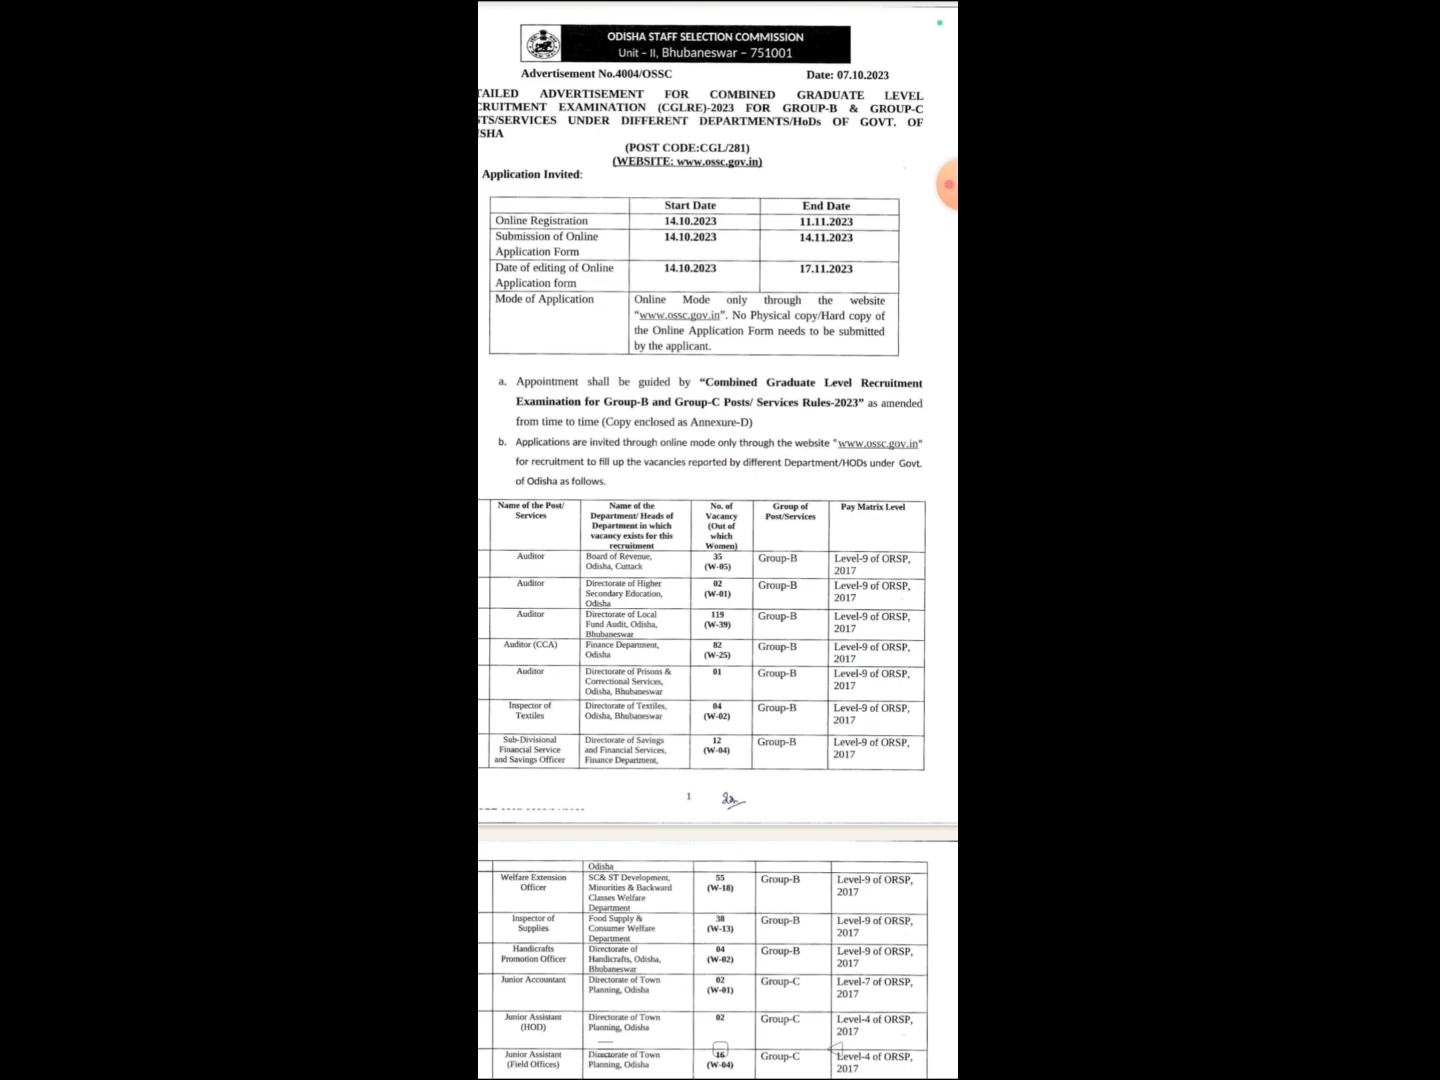 ODISHA STAFF SELECTION COMMISSION
Unit – II, Bhubaneswar – 751001
Advertisement No.4004/OSSC Date: 07.10.2023
TAILED ADVERTISEMENT FOR COMBINED GRADUATE LEVEL
CRUITMENT EXAMINATION (CGLRE)-2023 FOR GROUP-B & GROUP-C
STS/SERVICES UNDER DIFFERENT DEPARTMENTS/HoDs OF GOVT. OF
ISHA
(POST CODE:CGL/281)
(WEBSITE: www.ossc.gov.in)
Application Invited:
Start Date End Date
Online Registration 14.10.2023 11.11.2023
Submission of Online 14.10.2023 14.11.2023
Application Form
Date of editing of Online 14.10.2023 17.11.2023
Application form
Mode of Application Online Mode only through the website
"www.ossc.gov.in". No Physical copy/Hard copy of
the Online Application Form needs to be submitted
by the applicant.
a. Appointment shall be guided by "Combined Graduate Level Recruitment
Examination for Group-B and Group-C Posts/ Services Rules-2023" as amended
from time to time (Copy enclosed as Annexure-D)
b. Applications are invited through online mode only through the website "www.ossc.gov.in"
for recruitment to fill up the vacancies reported by different Department/HODs under Govt.
of Odisha as follows.
Name of the Post/ Name of the No. of Group of Pay Matrix Level
Services Department/ Heads of Vacancy Post/Services
Department in which (Out of
vacancy exists for this which
recruitment Women)
Auditor Board of Revenue, 35 Group-B Level-9 of ORSP,
Odisha, Cuttack (W-05) 2017
Auditor Directorate of Higher 02 Group-B Level-9 of ORSP,
Secondary Education, (W-01) 2017
Odisha
Auditor Directorate of Local 119 Group-B Level-9 of ORSP,
Fund Audit, Odisha, (W-39) 2017
Bhubaneswar
Auditor (CCA) Finance Department, 82 Group-B Level-9 of ORSP,
Odisha (W-25) 2017
Auditor Directorate of Prisons & 01 Group-B Level-9 of ORSP,
Correctional Services, 2017
Odisha, Bhubaneswar
Inspector of Directorate of Textiles, 04 Group-B Level-9 of ORSP,
Textiles Odisha, Bhubaneswar (W-02) 2017
Sub-Divisional Directorate of Savings 12 Group-B Level-9 of ORSP,
Financial Service and Financial Services, (W-04) 2017
and Savings Officer Finance Department,
1
Odisha
Welfare Extension SC& ST Development, 55 Group-B Level-9 of ORSP,
Officer Minorities & Backward (W-18) 2017
Classes Welfare
Department
Inspector of Food Supply & 38 Group-B Level-9 of ORSP,
Supplies Consumer Welfare (W-13) 2017
Department
Handicrafts Directorate of 04 Group-B Level-9 of ORSP,
Promotion Officer Handicrafts, Odisha, (W-02) 2017
Bhubaneswar
Junior Accountant Directorate of Town 02 Group-C Level-7 of ORSP,
Planning, Odisha (W-01) 2017
Junior Assistant Directorate of Town 02 Group-C Level-4 of ORSP,
(HOD) Planning, Odisha 2017
Junior Assistant Directorate of Town 16 Group-C Level-4 of ORSP,
(Field Offices) Planning, Odisha (W-04) 2017